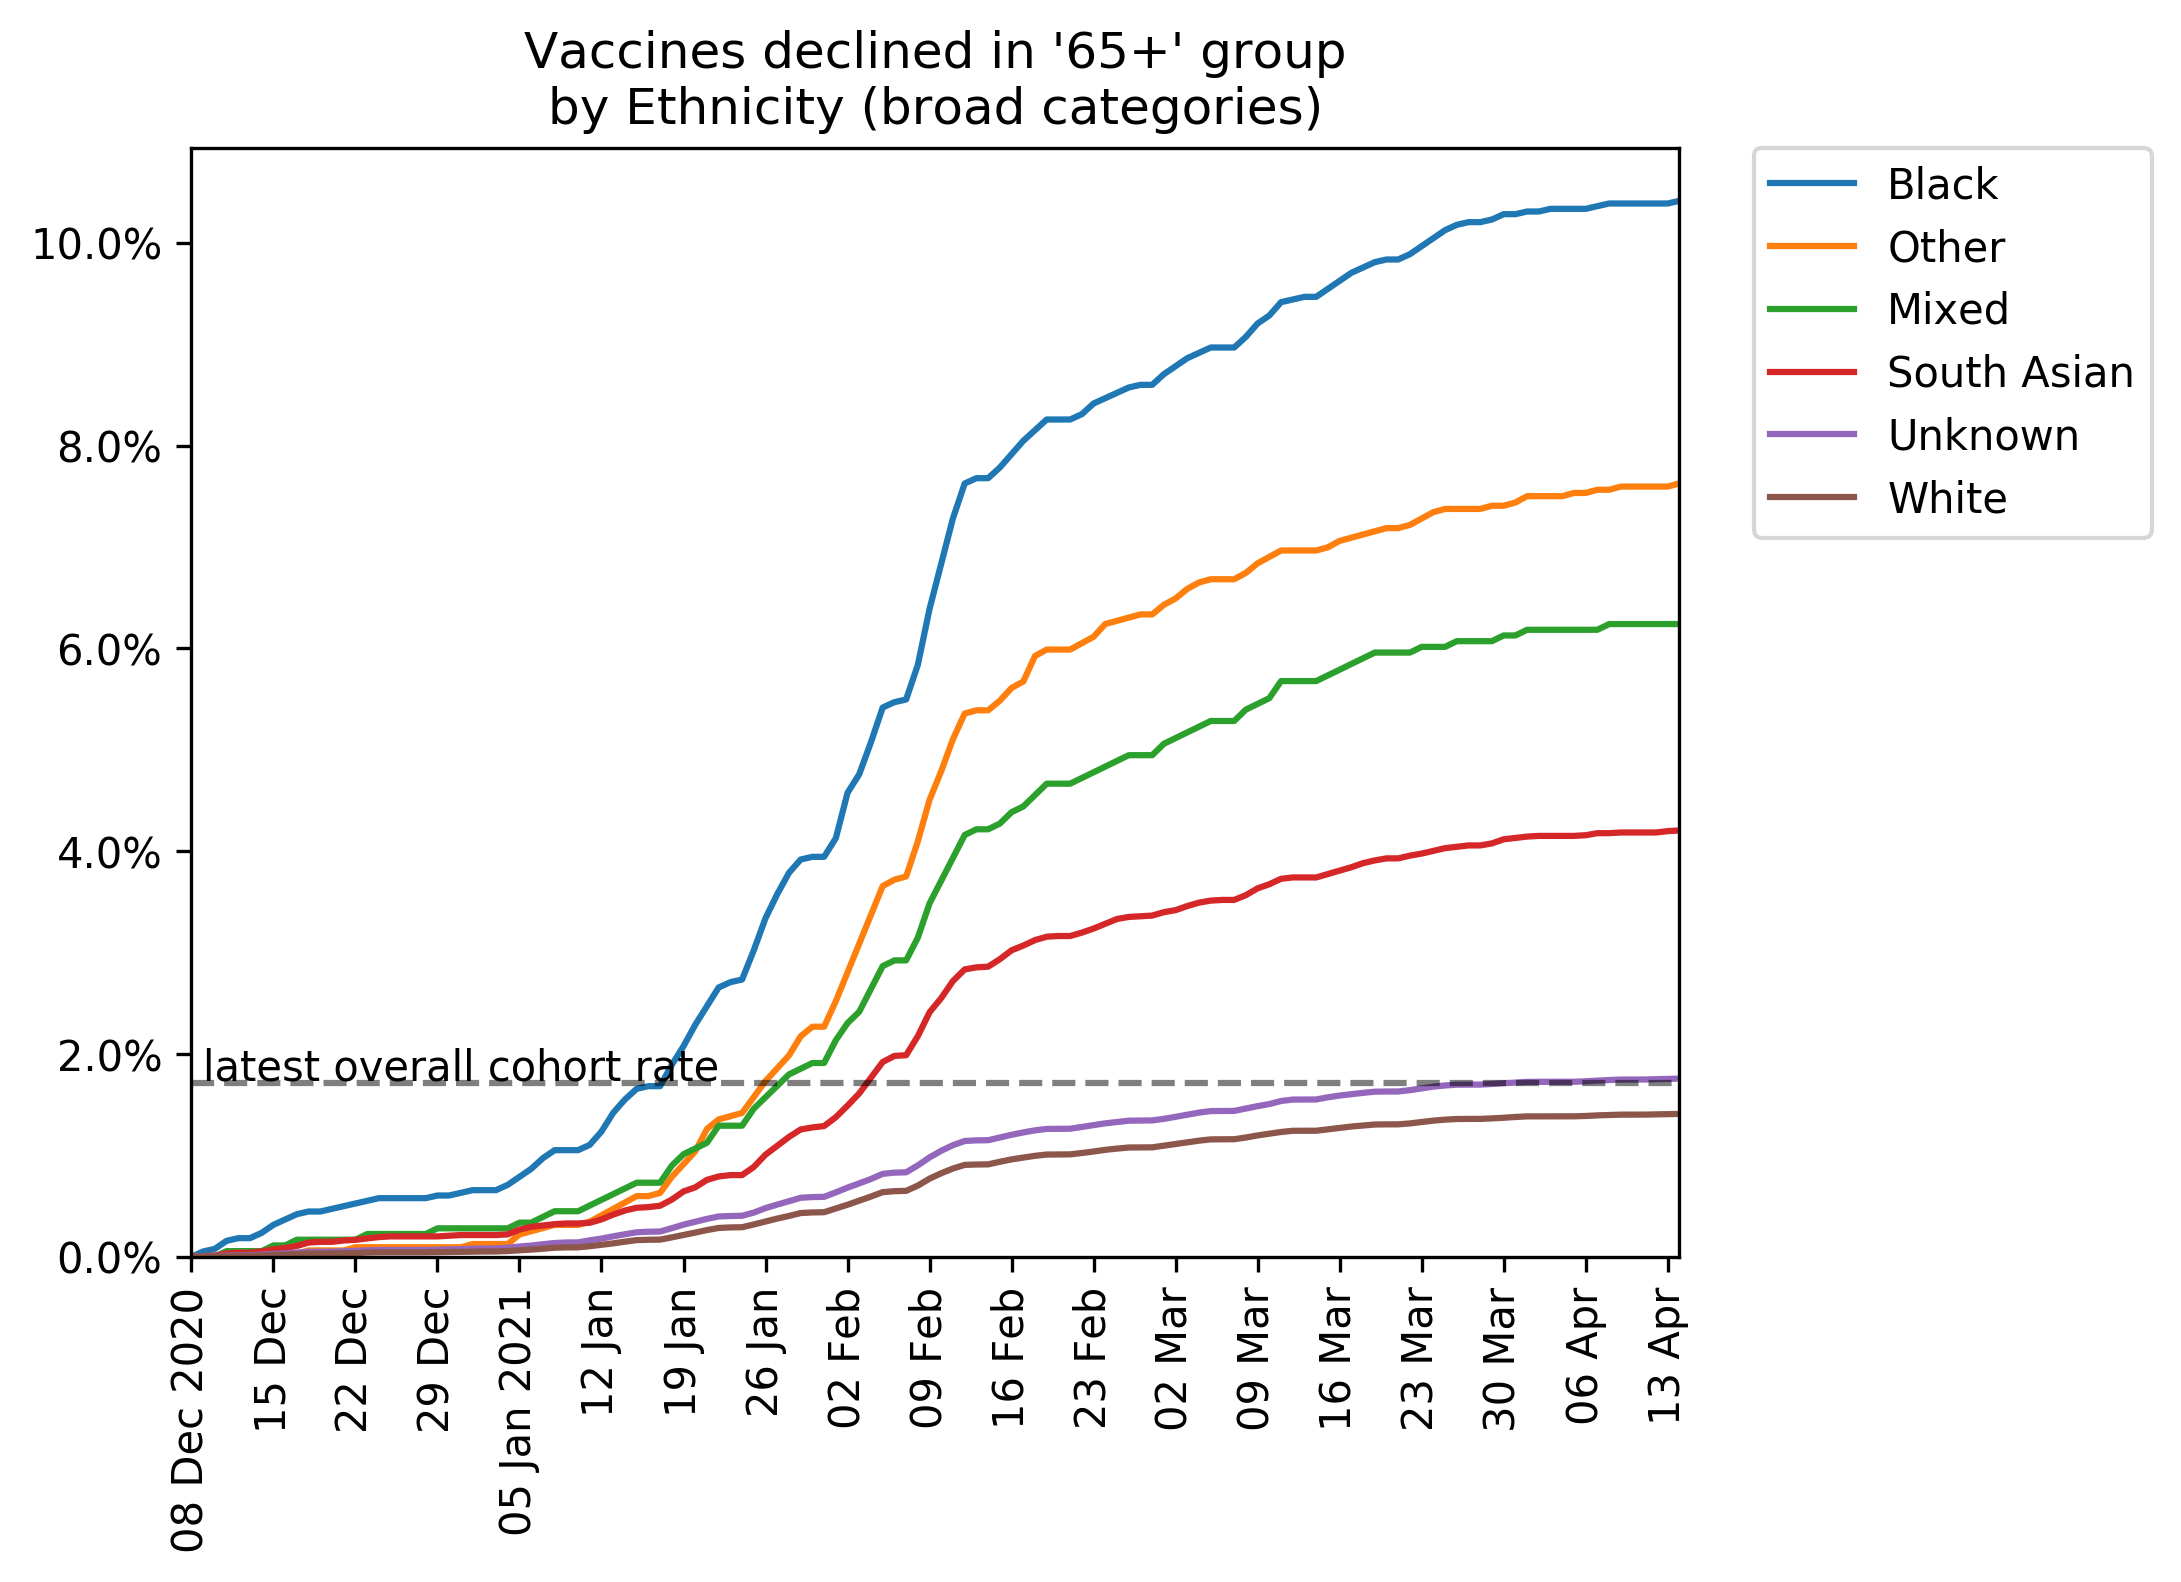 Vaccines declined in '65+' group
by Ethnicity (broad categories)
10.0%
8.0%
6.0%
4.0%
2.0%
0.0%
latest overall cohort rate
08 Dec 2020
15 Dec
22 Dec
29 Dec
05 Jan 2021
12 Jan
19 Jan
26 Jan
02 Feb
09 Feb
16 Feb
23 Feb
02 Mar
09 Mar
16 Mar
23 Mar
30 Mar
06 Apr
13 Apr
Black
Other
Mixed
South Asian
Unknown
White